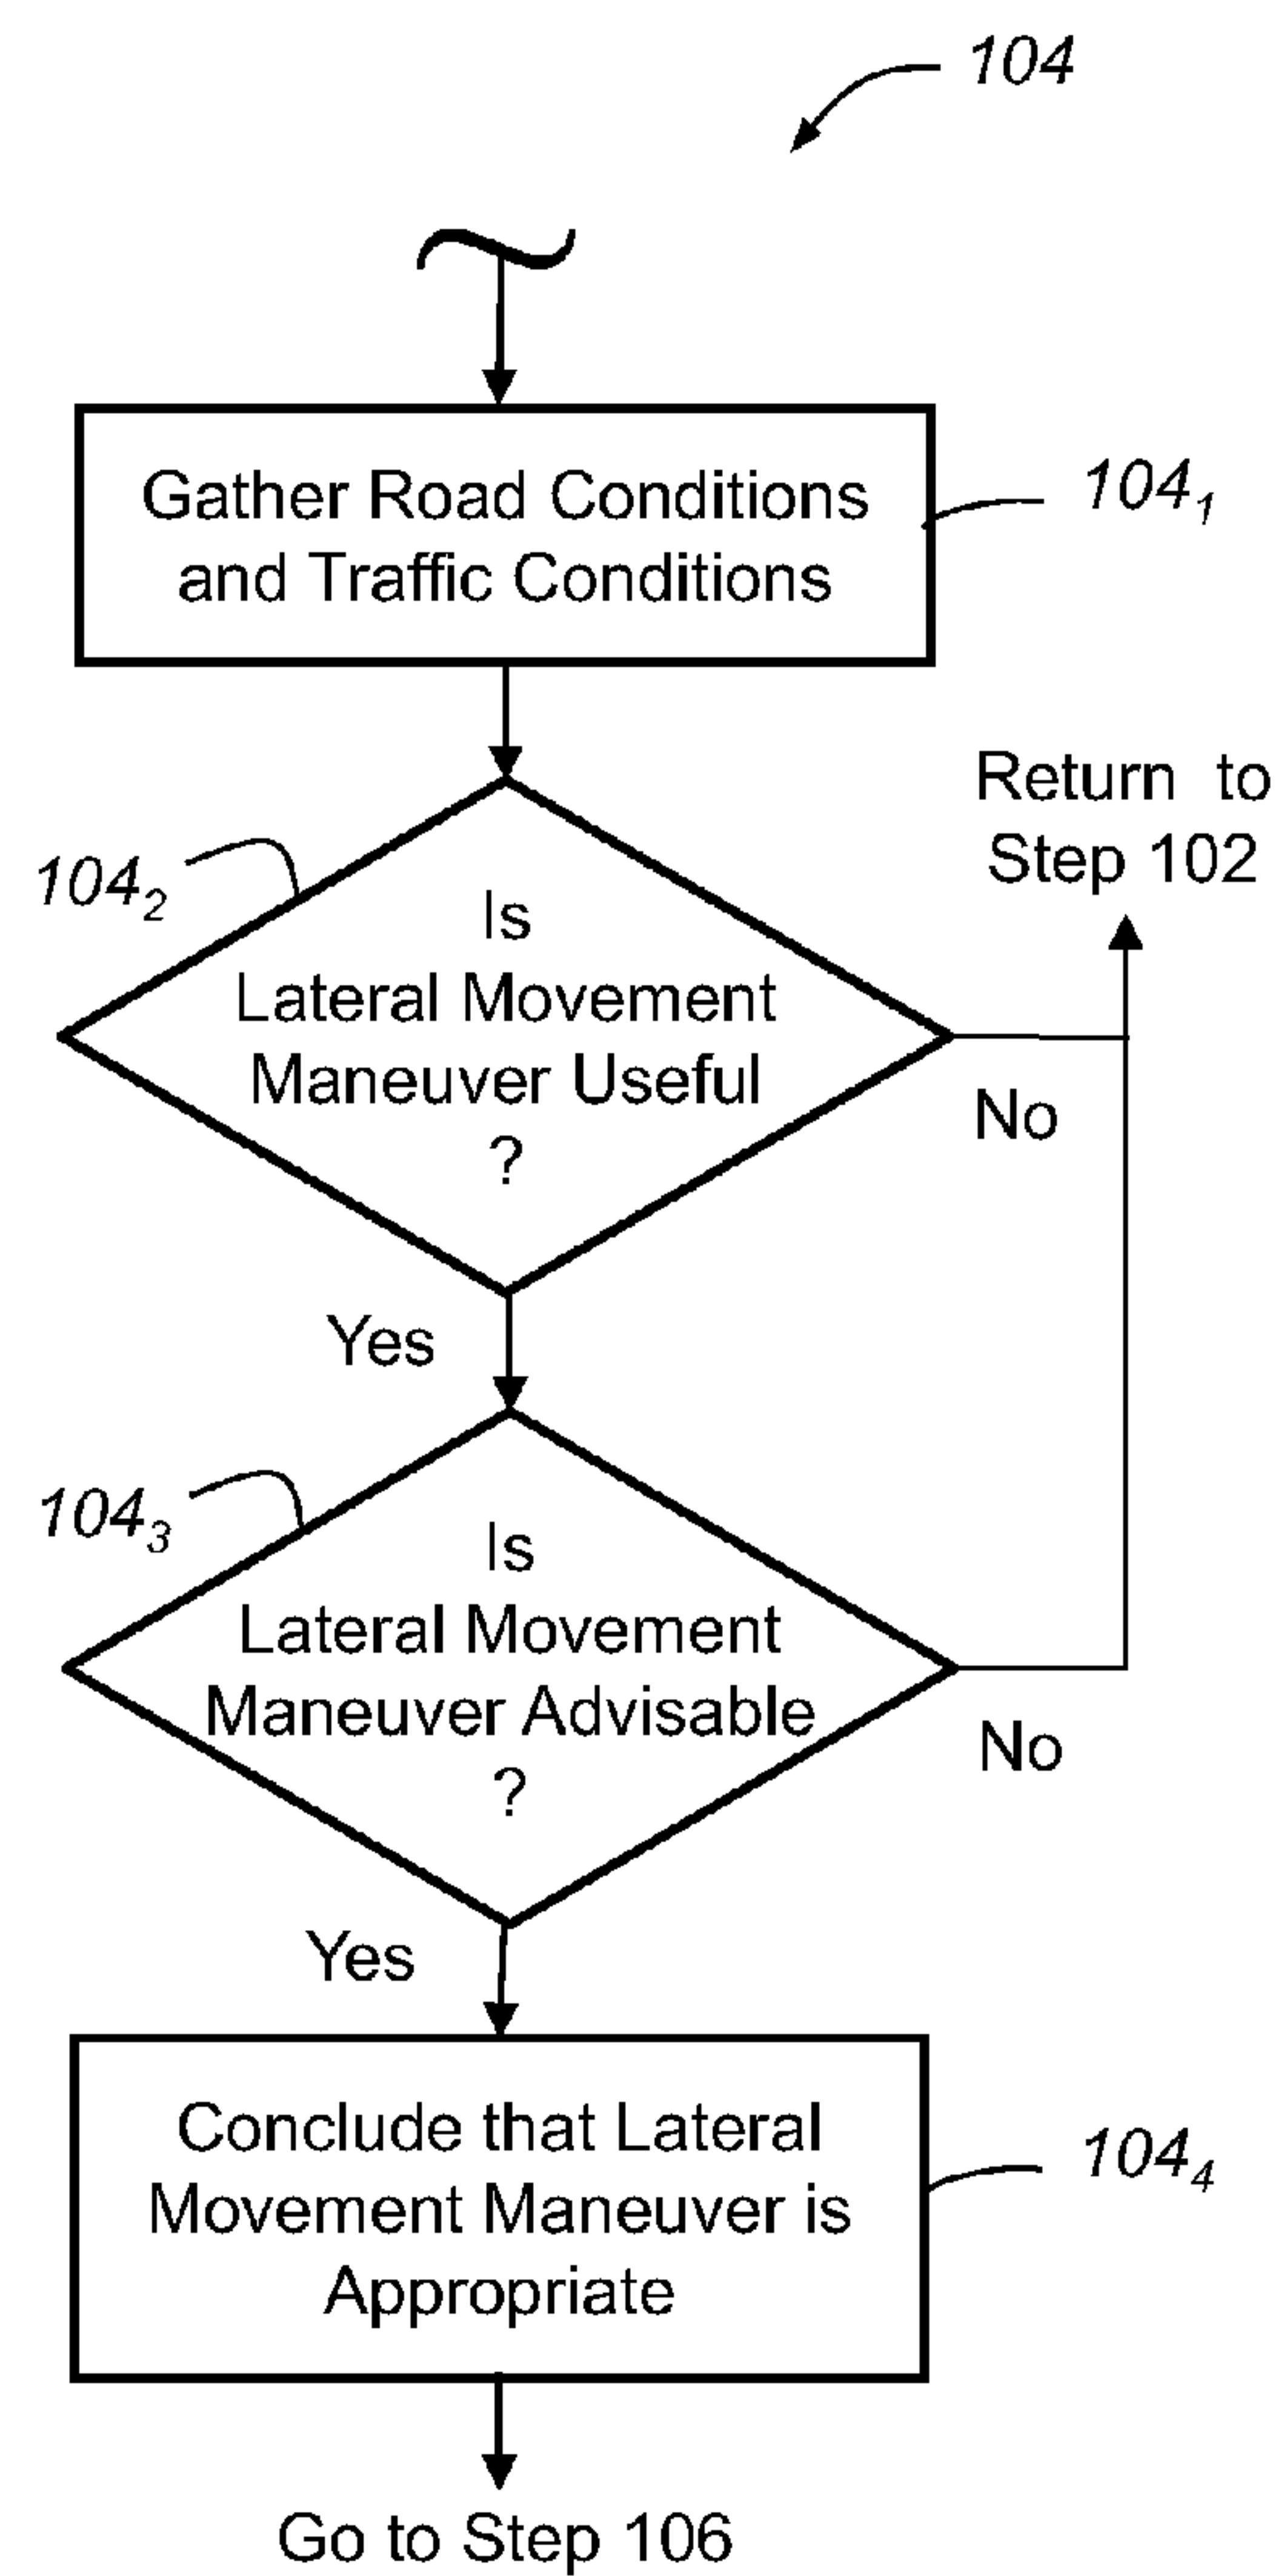 104
Gather Road Conditions
and Traffic Conditions
104₁
Return to
Step 102
104₂
Is
Lateral Movement
Maneuver Useful
?
No
Yes
104₃
Is
Lateral Movement
Maneuver Advisable
?
No
Yes
Conclude that Lateral
Movement Maneuver is
Appropriate
104₄
Go to Step 106